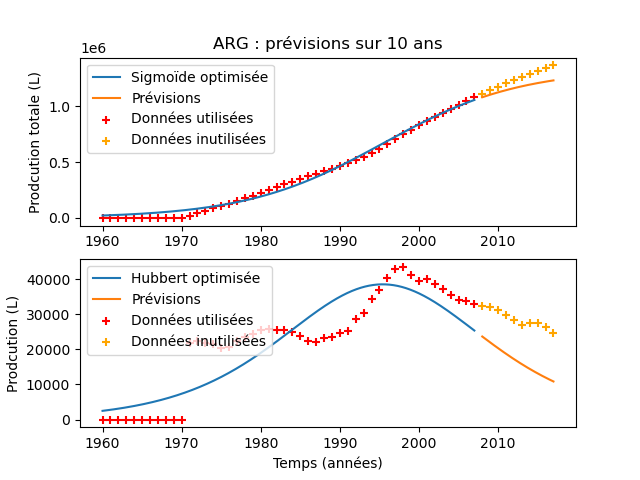 ARG : prévisions sur 10 ans
1e6
Prodcution totale (L)
1.0
0.5
0.0
Sigmoïde optimisée
Prévisions
Données utilisées
Données inutilisées
1960 1970 1980 1990 2000 2010
Prodcution (L)
40000
30000
20000
10000
0
Hubbert optimisée
Prévisions
Données utilisées
Données inutilisées
1960 1970 1980 1990 2000 2010
Temps (années)